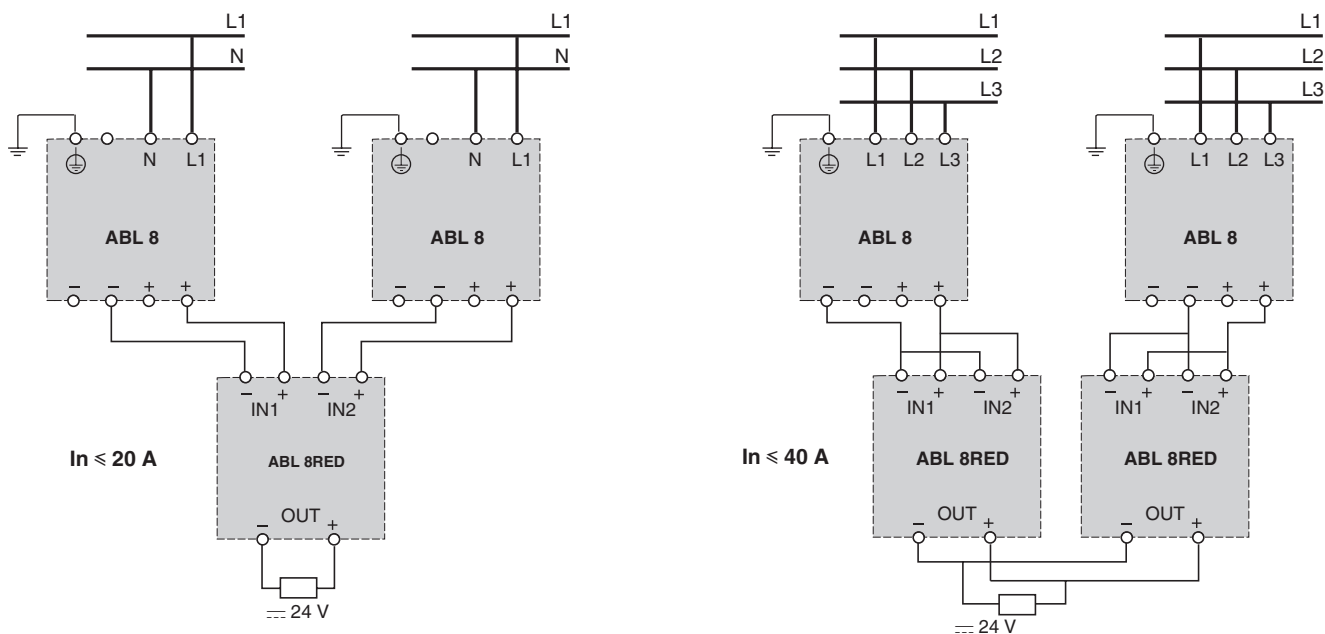 L1 L1 L1 L1
N N L2 L2
L3 L3
N L1 N L1 L1 L2 L3 L1 L2 L3
ABL 8 ABL 8 ABL 8 ABL 8
− − + + − − + + − − + + − − + +
− + − + − + − + − + − +
IN1 IN2 IN1 IN2 IN1 IN2
In ≤ 20 A ABL 8RED In ≤ 40 A ABL 8RED ABL 8RED
− OUT + − OUT + − OUT +
24 V 24 V